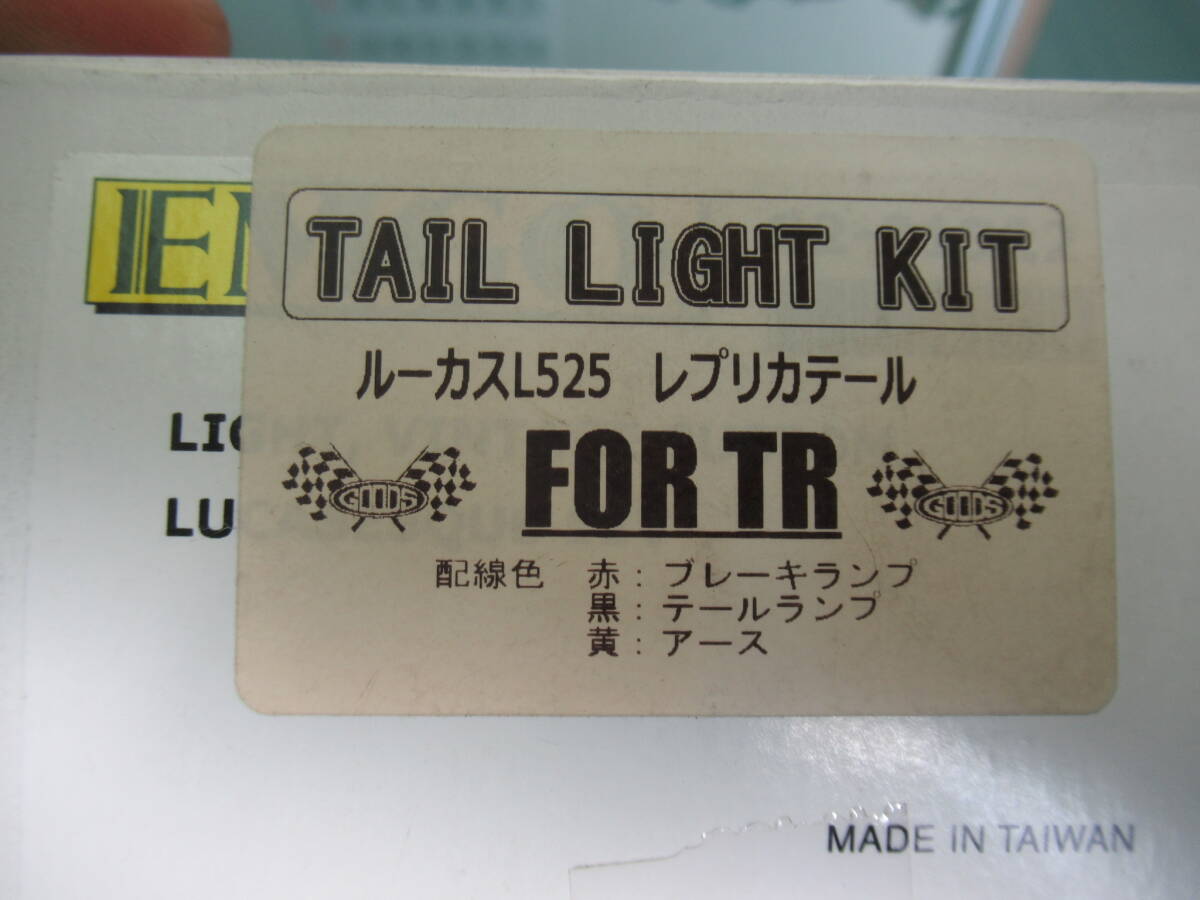 TAIL LIGHT KIT
ルーカスL525 レプリカテール
FOR TR
GOODS
GOODS
配線色 赤：ブレーキランプ
黒：テールランプ
黄：アース
MADE IN TAIWAN